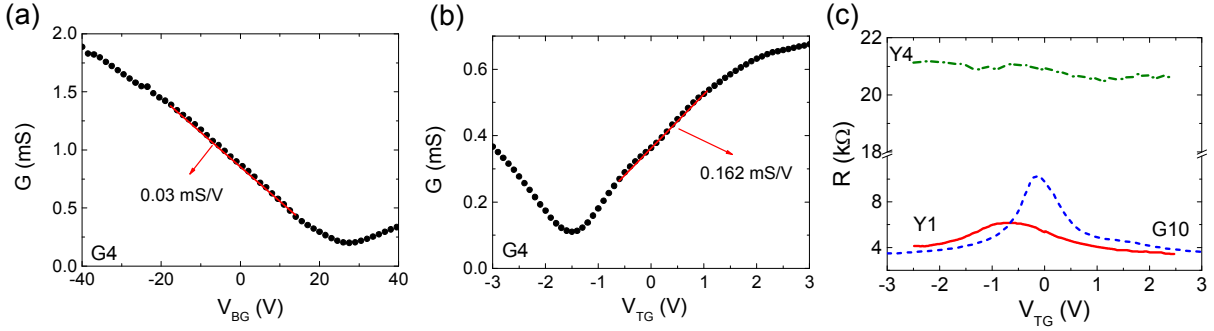 (a)
2.0
1.5
1.0
0.5
0.0
G (mS)
0.03 mS/V
G4
-40
-20
0
20
40
V_BG (V)
(b)
0.6
0.4
0.2
0.0
G (mS)
0.162 mS/V
G4
-3
-2
-1
0
1
2
3
V_TG (V)
(c)
22
20
18
8
4
R (kΩ)
Y4
Y1
G10
-3
-2
-1
0
1
2
3
V_TG (V)